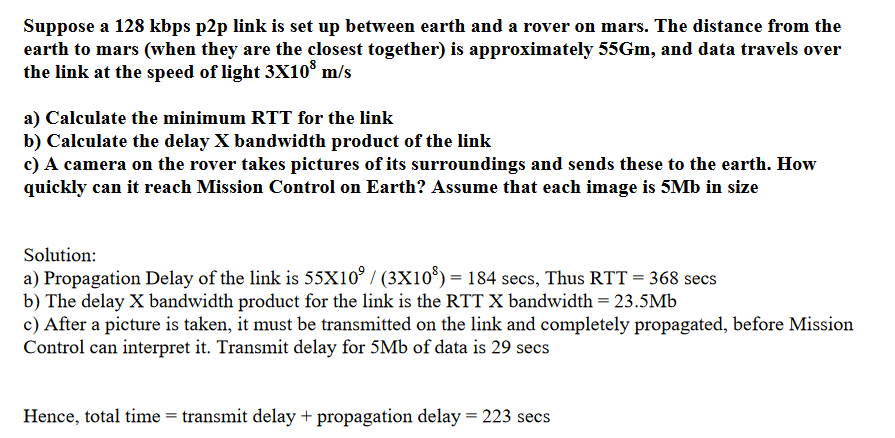 Suppose a 128 kbps p2p link is set up between earth and a rover on mars. The distance from the
earth to mars (when they are the closest together) is approximately 55Gm, and data travels over
the link at the speed of light 3X10⁸ m/s
a) Calculate the minimum RTT for the link
b) Calculate the delay X bandwidth product of the link
c) A camera on the rover takes pictures of its surroundings and sends these to the earth. How
quickly can it reach Mission Control on Earth? Assume that each image is 5Mb in size
Solution:
a) Propagation Delay of the link is 55X10⁹ / (3X10⁸) = 184 secs, Thus RTT = 368 secs
b) The delay X bandwidth product for the link is the RTT X bandwidth = 23.5Mb
c) After a picture is taken, it must be transmitted on the link and completely propagated, before Mission
Control can interpret it. Transmit delay for 5Mb of data is 29 secs
Hence, total time = transmit delay + propagation delay = 223 secs